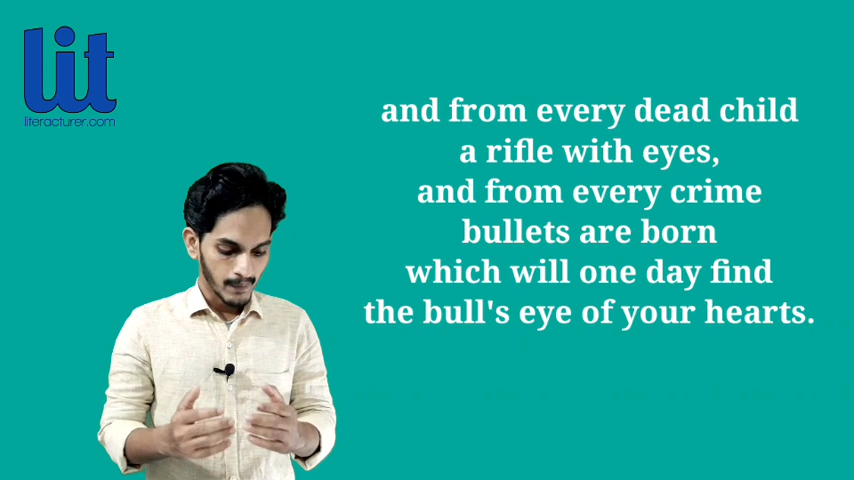 lit
literacturer.com
and from every dead child
a rifle with eyes,
and from every crime
bullets are born
which will one day find
the bull's eye of your hearts.